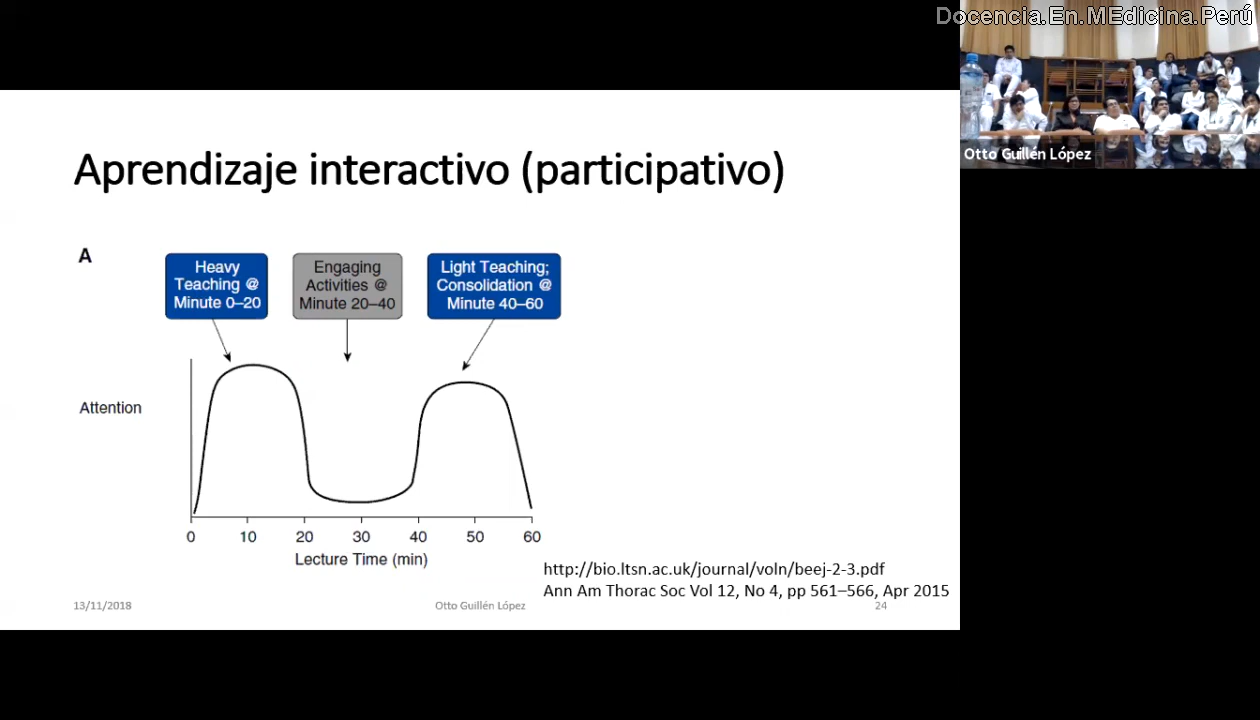 Docencia.En.MEdicina.Perú
Otto Guillén López
Aprendizaje interactivo (participativo)
A
Heavy
Teaching @
Minute 0–20
Engaging
Activities @
Minute 20–40
Light Teaching;
Consolidation @
Minute 40–60
Attention
0 10 20 30 40 50 60
Lecture Time (min)
http://bio.ltsn.ac.uk/journal/voln/beej-2-3.pdf
Ann Am Thorac Soc Vol 12, No 4, pp 561–566, Apr 2015
13/11/2018
Otto Guillén López
24